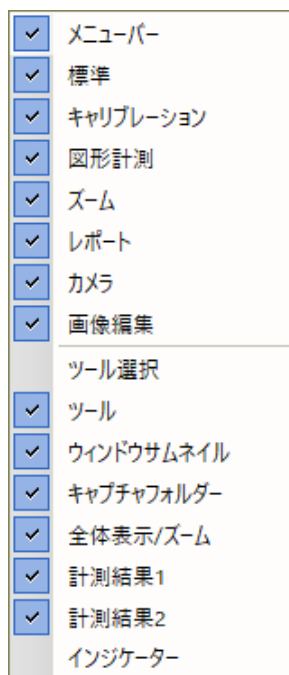 メニューバー
標準
キャリブレーション
図形計測
ズーム
レポート
カメラ
画像編集
ツール選択
ツール
ウィンドウサムネイル
キャプチャフォルダー
全体表示/ズーム
計測結果1
計測結果2
インジケーター